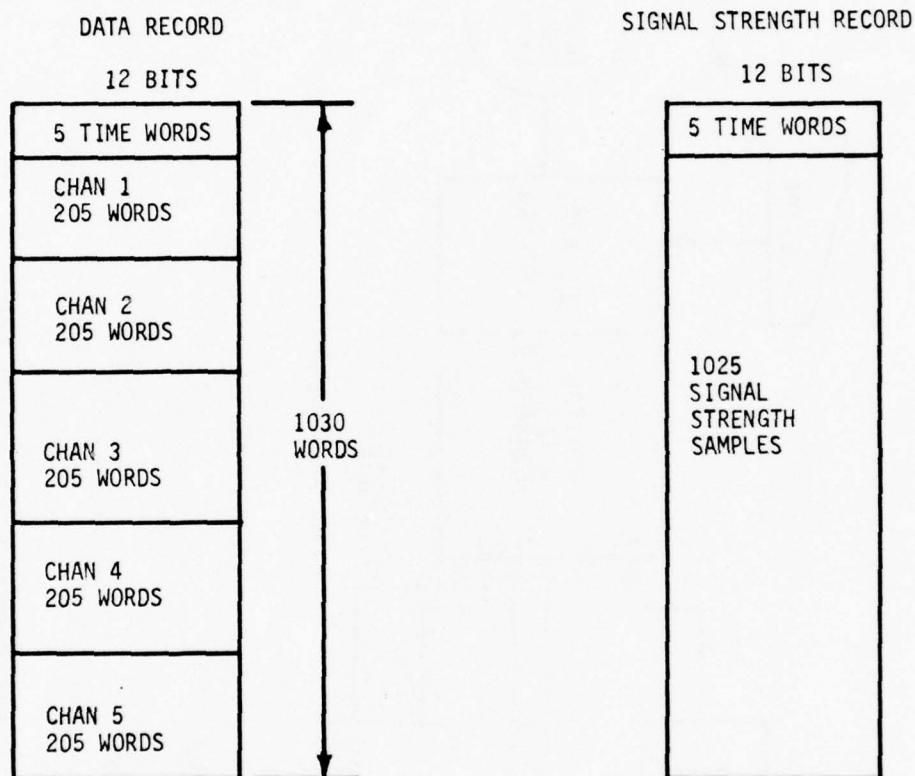 DATA RECORD
12 BITS
5 TIME WORDS
CHAN 1
205 WORDS
CHAN 2
205 WORDS
CHAN 3
205 WORDS
CHAN 4
205 WORDS
CHAN 5
205 WORDS
1030
WORDS
SIGNAL STRENGTH RECORD
12 BITS
5 TIME WORDS
1025
SIGNAL
STRENGTH
SAMPLES